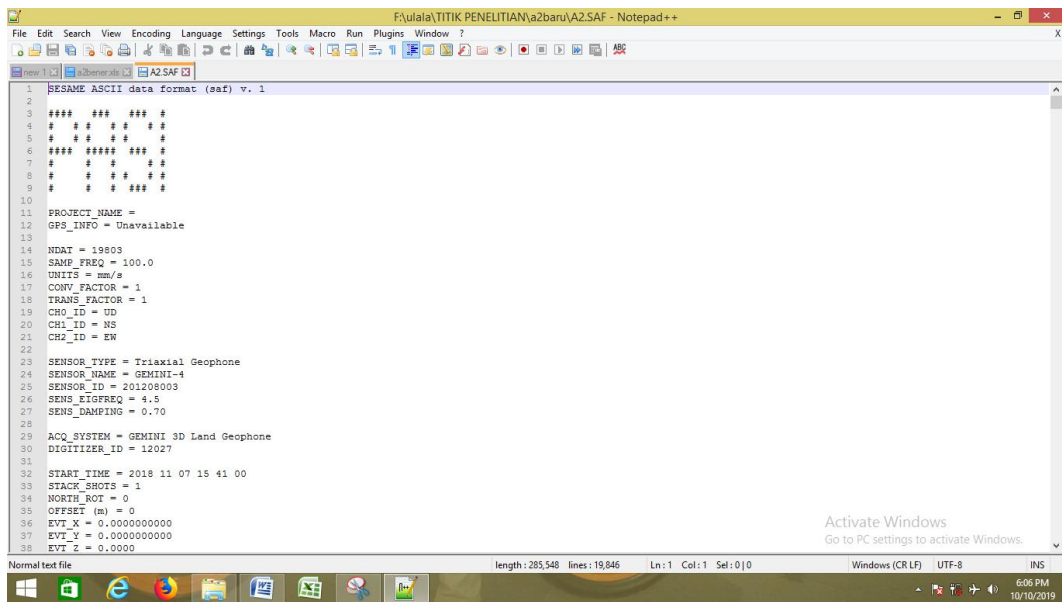 F:\ulala\TITIK PENELITIAN\a2baru\A2.SAF - Notepad++
File Edit Search View Encoding Language Settings Tools Macro Run Plugins Window ? X
new 1 a2bener.xls A2.SAF
1 SESAME ASCII data format (saf) v. 1
2
3 #### ### ### #
4 # # # # # # #
5 # # # # # #
6 #### ##### ### #
7 # # # # #
8 # # # # # #
9 # # # ### #
10
11 PROJECT_NAME =
12 GPS_INFO = Unavailable
13
14 NDAT = 19803
15 SAMP_FREQ = 100.0
16 UNITS = mm/s
17 CONV_FACTOR = 1
18 TRANS_FACTOR = 1
19 CH0_ID = UD
20 CH1_ID = NS
21 CH2_ID = EW
22
23 SENSOR_TYPE = Triaxial Geophone
24 SENSOR_NAME = GEMINI-4
25 SENSOR_ID = 201208003
26 SENS_EIGFREQ = 4.5
27 SENS_DAMPING = 0.70
28
29 ACQ_SYSTEM = GEMINI 3D Land Geophone
30 DIGITIZER_ID = 12027
31
32 START_TIME = 2018 11 07 15 41 00
33 STACK_SHOTS = 1
34 NORTH_ROT = 0
35 OFFSET (m) = 0
36 EVT_X = 0.0000000000
37 EVT_Y = 0.0000000000
38 EVT_Z = 0.0000
Activate Windows
Go to PC settings to activate Windows.
Normal text file length : 285,548 lines : 19,846 Ln : 1 Col : 1 Sel : 0 | 0 Windows (CR LF) UTF-8 INS
6:06 PM
10/10/2019